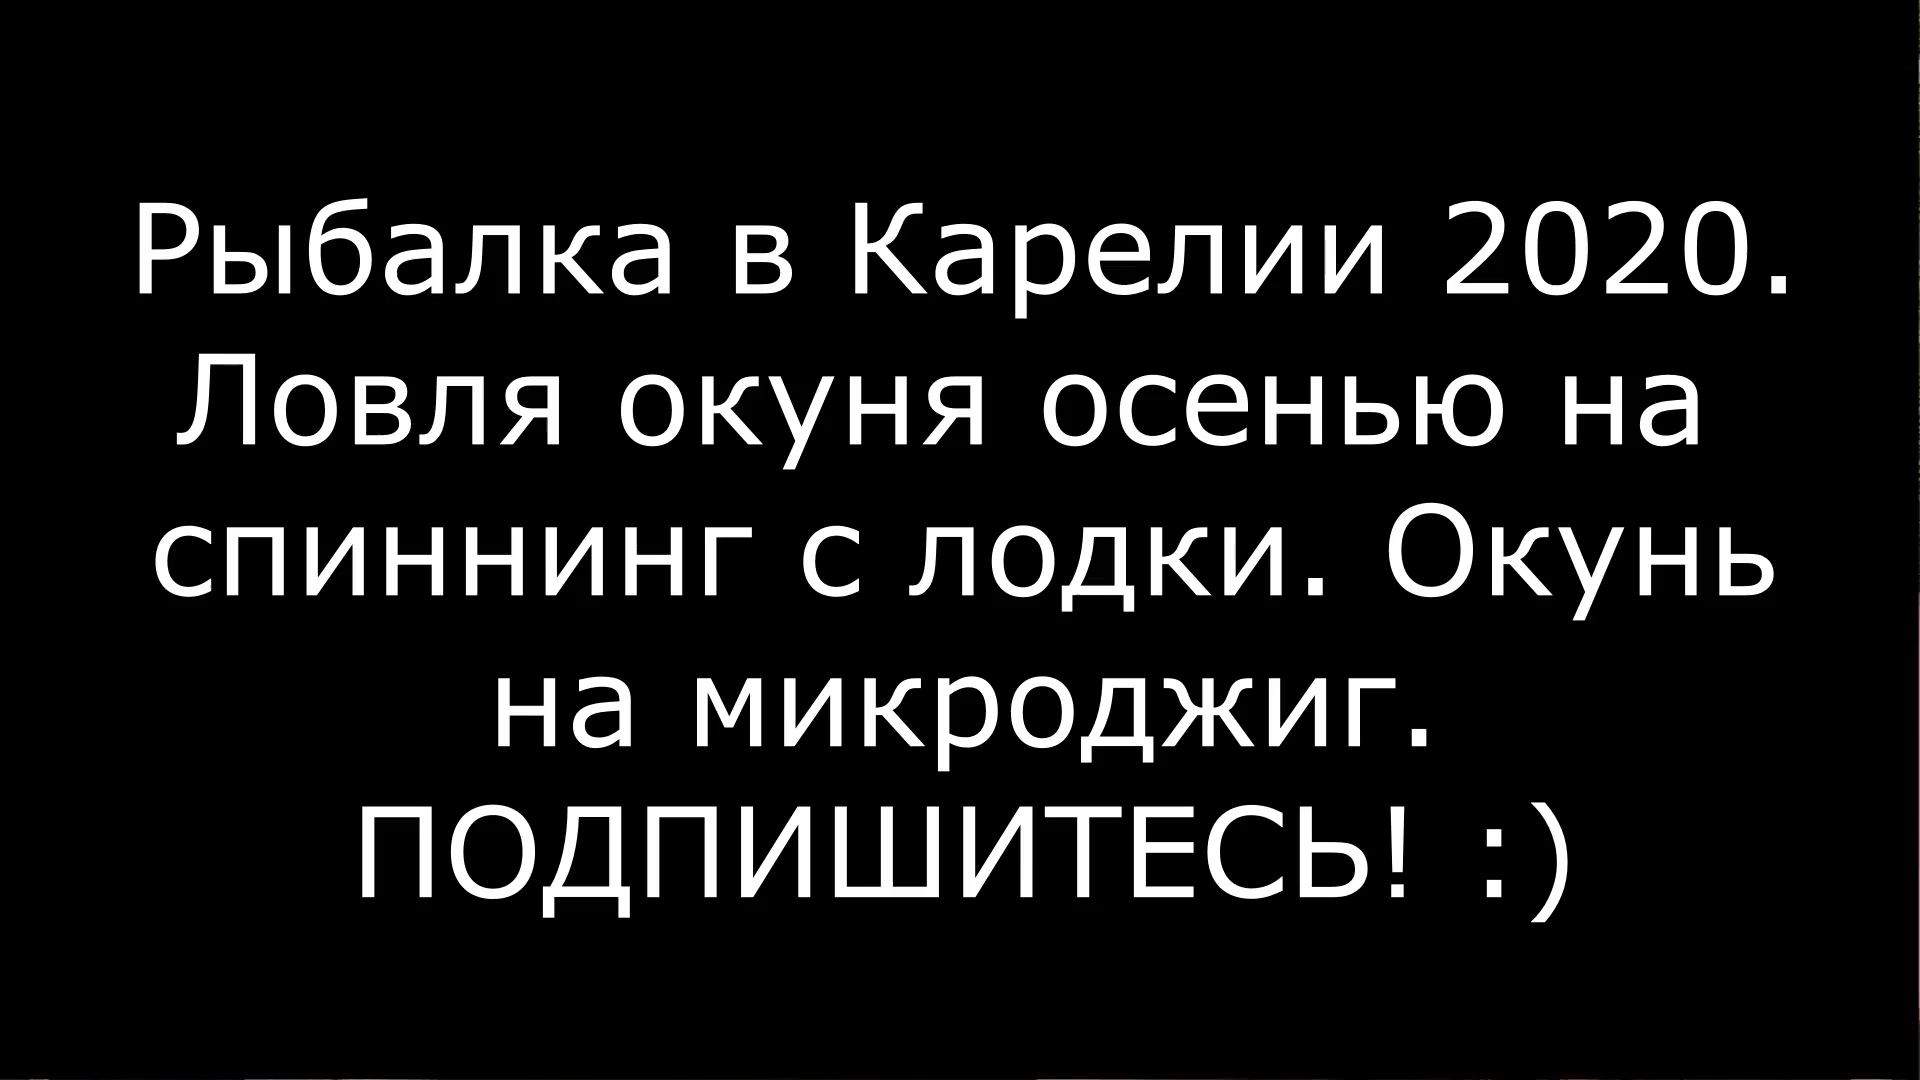 Рыбалка в Карелии 2020.
Ловля окуня осенью на
спиннинг с лодки. Окунь
на микроджиг.
ПОДПИШИТЕСЬ! :)